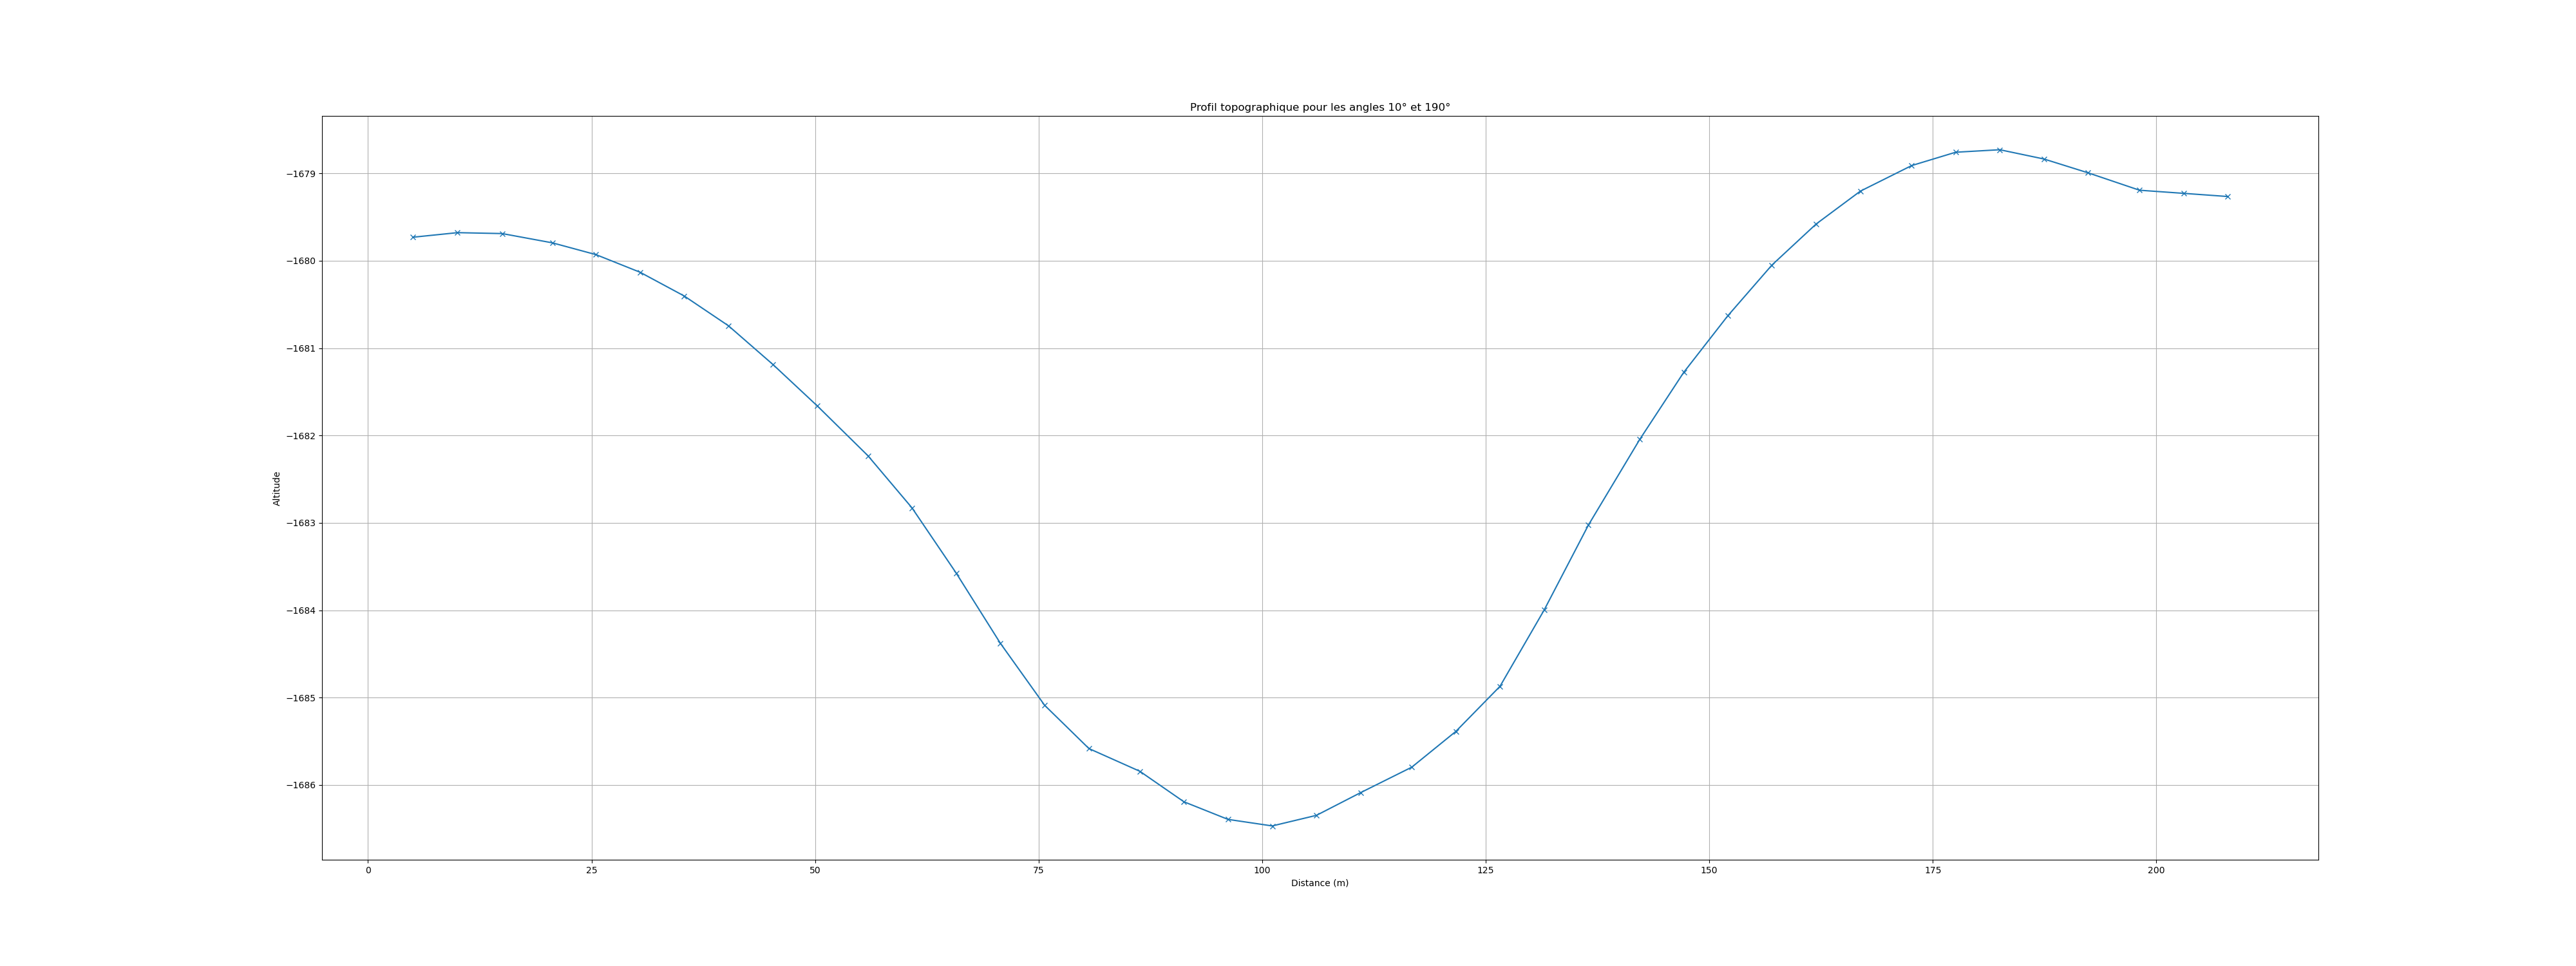 Profil topographique pour les angles 10° et 190°
−1679
−1680
−1681
−1682
−1683
−1684
−1685
−1686
Altitude
0 25 50 75 100 125 150 175 200
Distance (m)